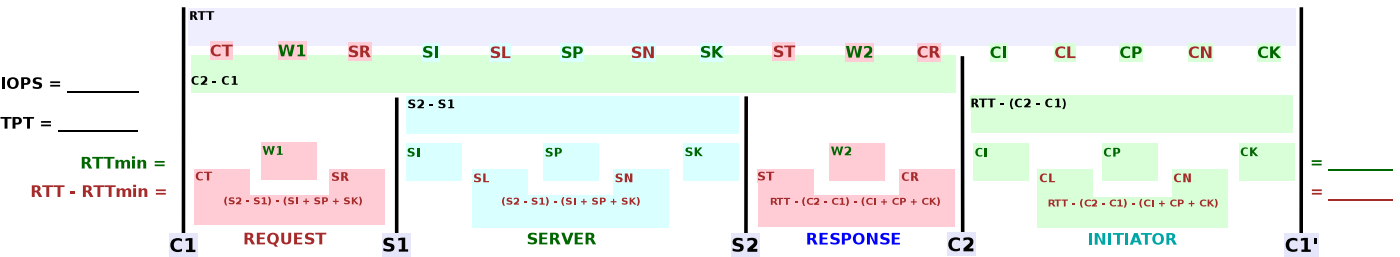 RTT
CT W1 SR SI SL SP SN SK ST W2 CR CI CL CP CN CK
C2 - C1
IOPS = ________
S2 - S1
RTT - (C2 - C1)
TPT = ________
W1 SI SP SK W2 CI CP CK
RTTmin = = ________
CT SR SL SN ST CR CL CN
RTT - RTTmin = = ________
(S2 - S1) - (SI + SP + SK) (S2 - S1) - (SI + SP + SK) RTT - (C2 - C1) - (CI + CP + CK) RTT - (C2 - C1) - (CI + CP + CK)
REQUEST SERVER RESPONSE INITIATOR
C1 S1 S2 C2 C1'